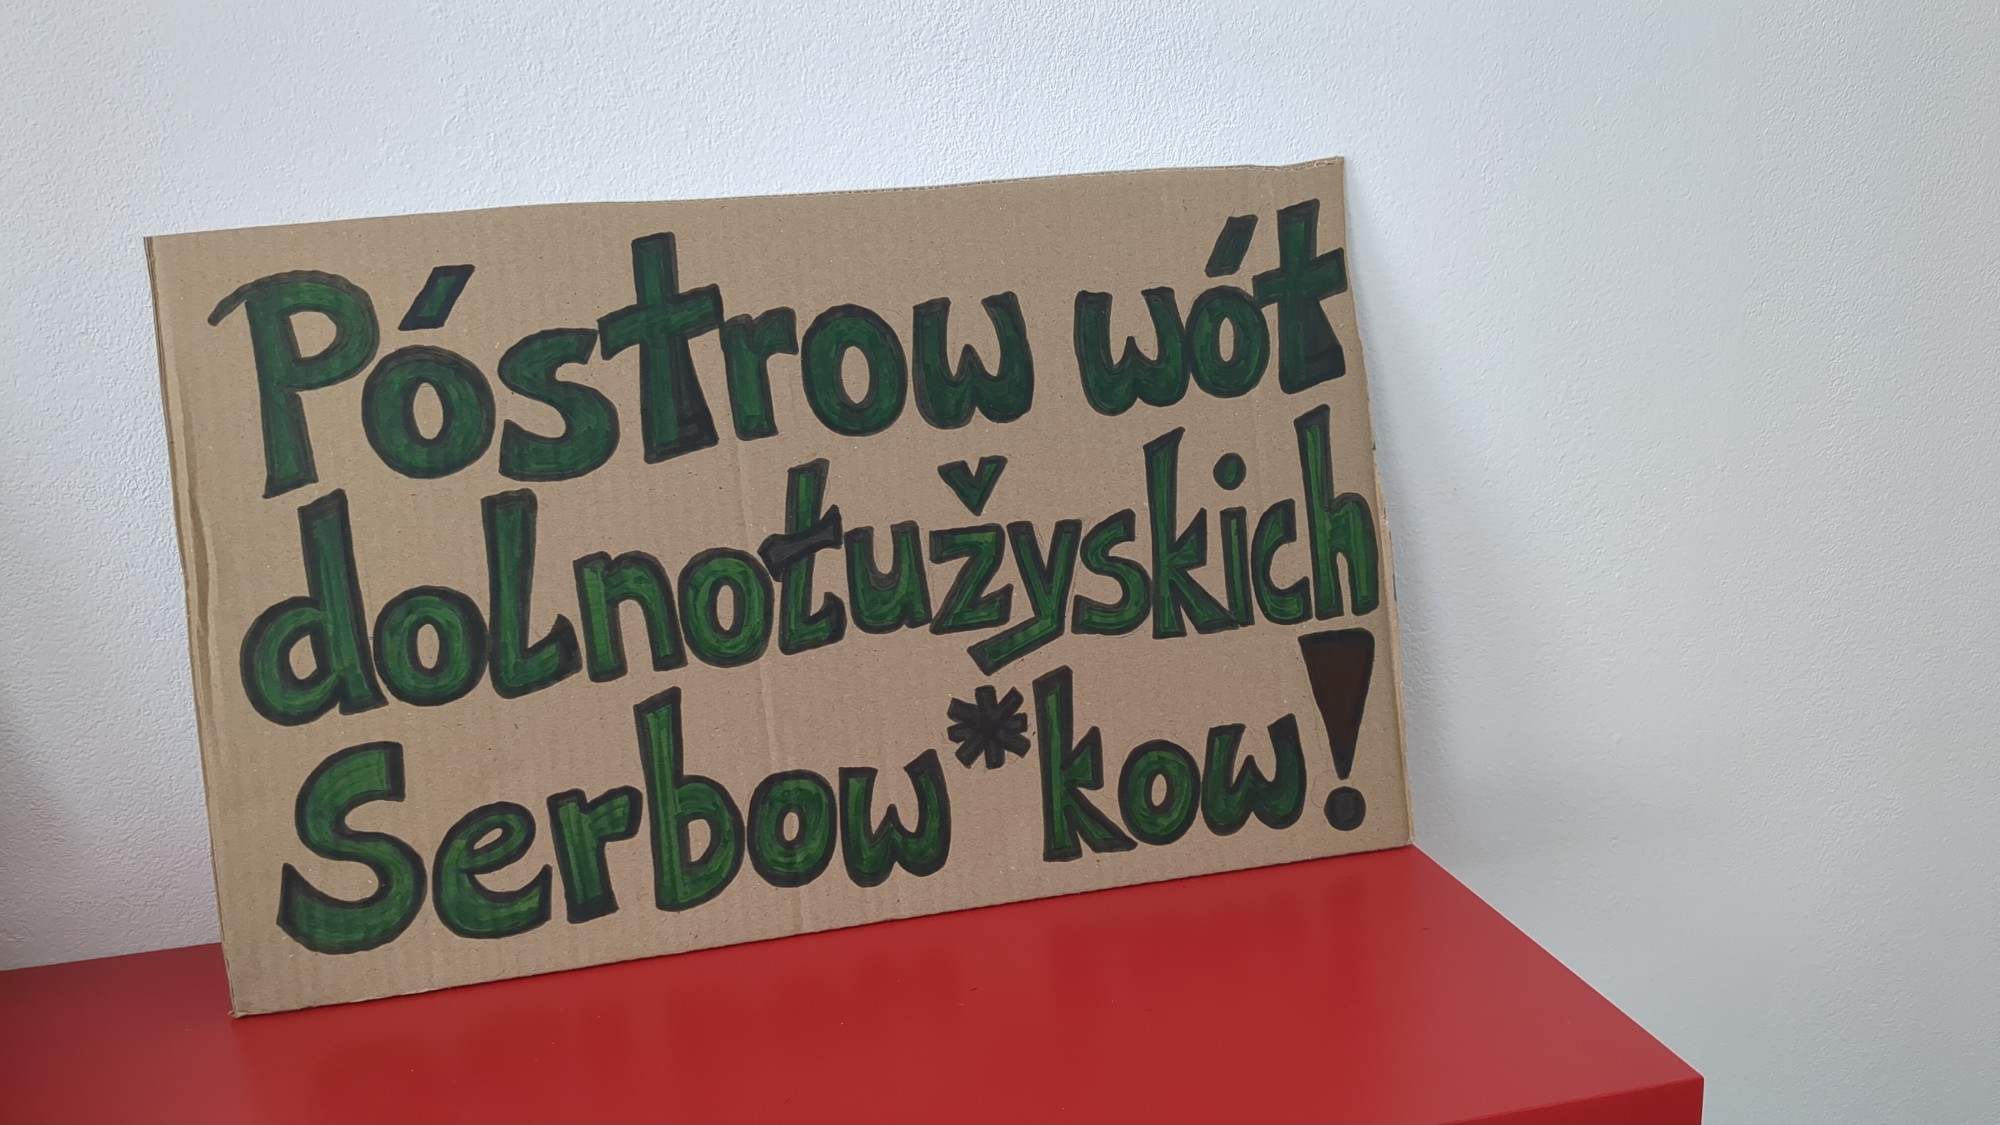 Póstrow wót
dolnołužyskich
Serbow*kow!